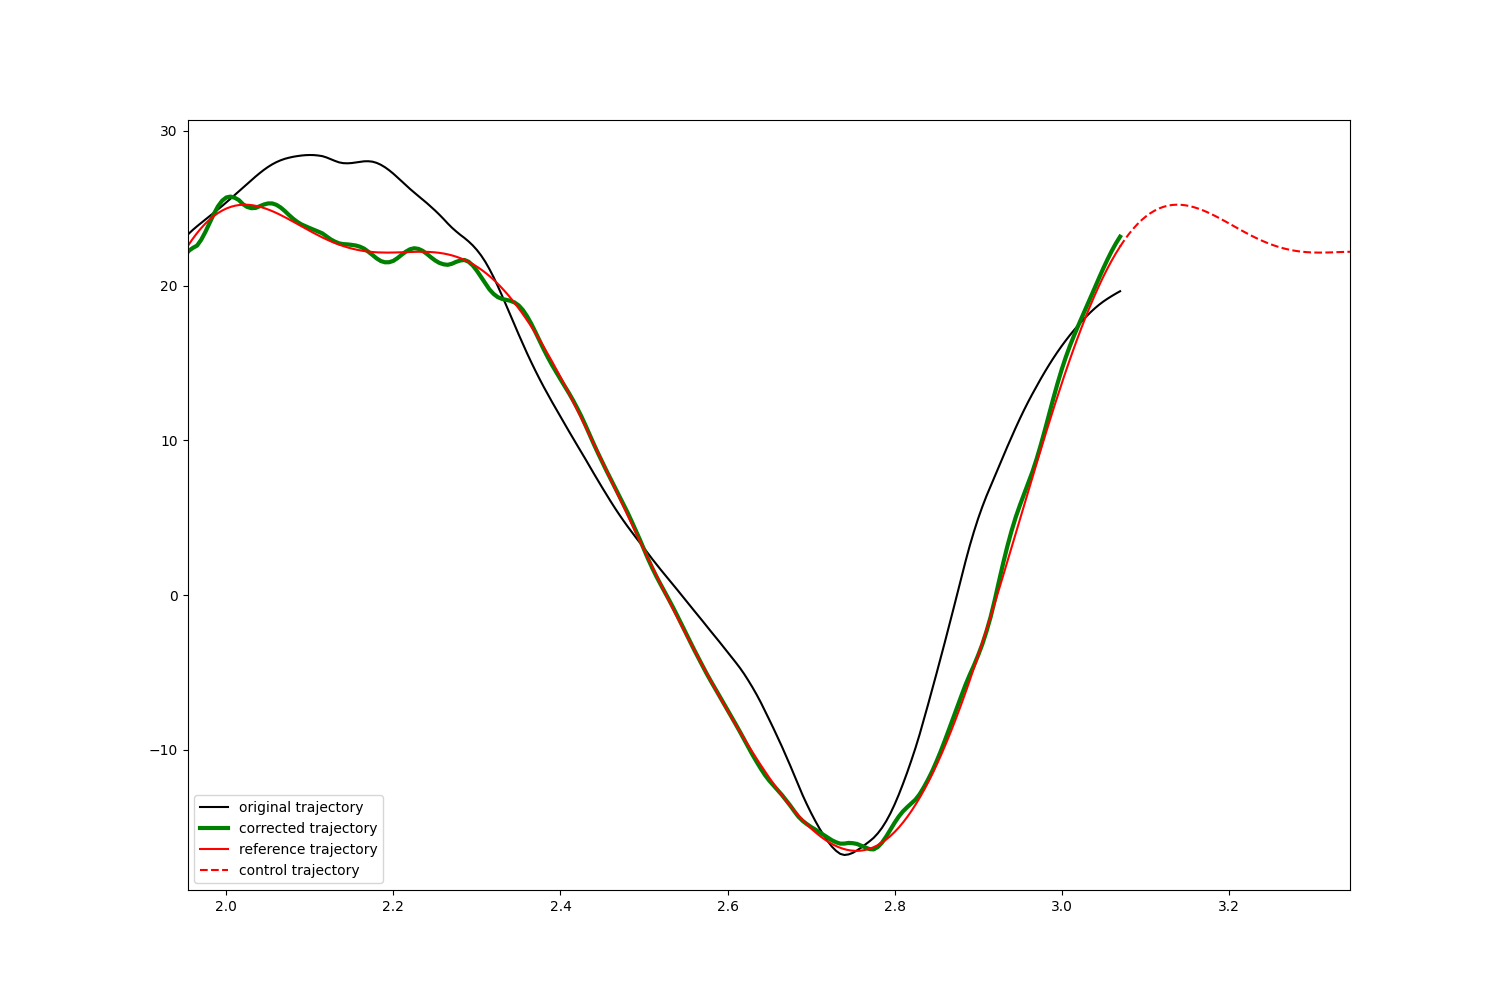 30
20
10
0
−10
original trajectory
corrected trajectory
reference trajectory
control trajectory
2.0 2.2 2.4 2.6 2.8 3.0 3.2